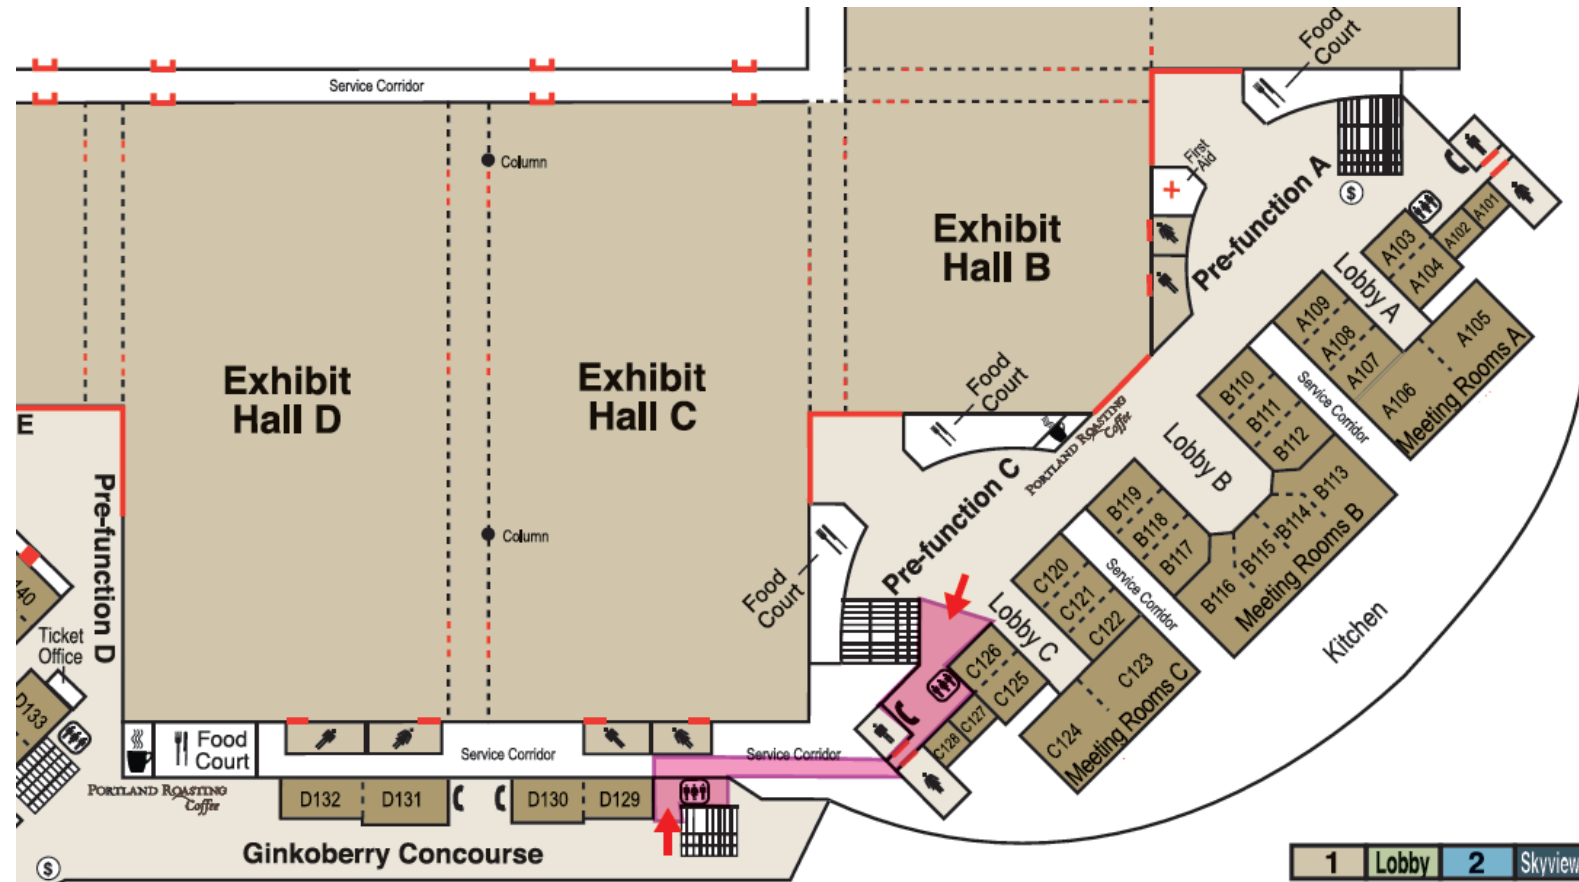 Food
Court
Service Corridor
Column
First
Aid
Pre-function A
$
A101
A102
A103
A104
Lobby A
A105
A106
A107
A108
A109
Meeting Rooms A
Exhibit
Hall B
Exhibit
Hall D
Exhibit
Hall C
Food
Court
PORTLAND ROASTING
Coffee
Service Corridor
B110
B111
B112
Lobby B
B113
B114
B115
B116
B117
B118
B119
Meeting Rooms B
E
Pre-function D
Column
Pre-function C
Food
Court
Service Corridor
C120
C121
C122
Lobby C
C123
C124
C125
C126
C127
C128
Meeting Rooms C
Kitchen
140
Ticket
Office
D133
Food
Court
Service Corridor
Service Corridor
PORTLAND ROASTING
Coffee
D132
D131
D130
D129
Ginkoberry Concourse
$
1
Lobby
2
Skyview